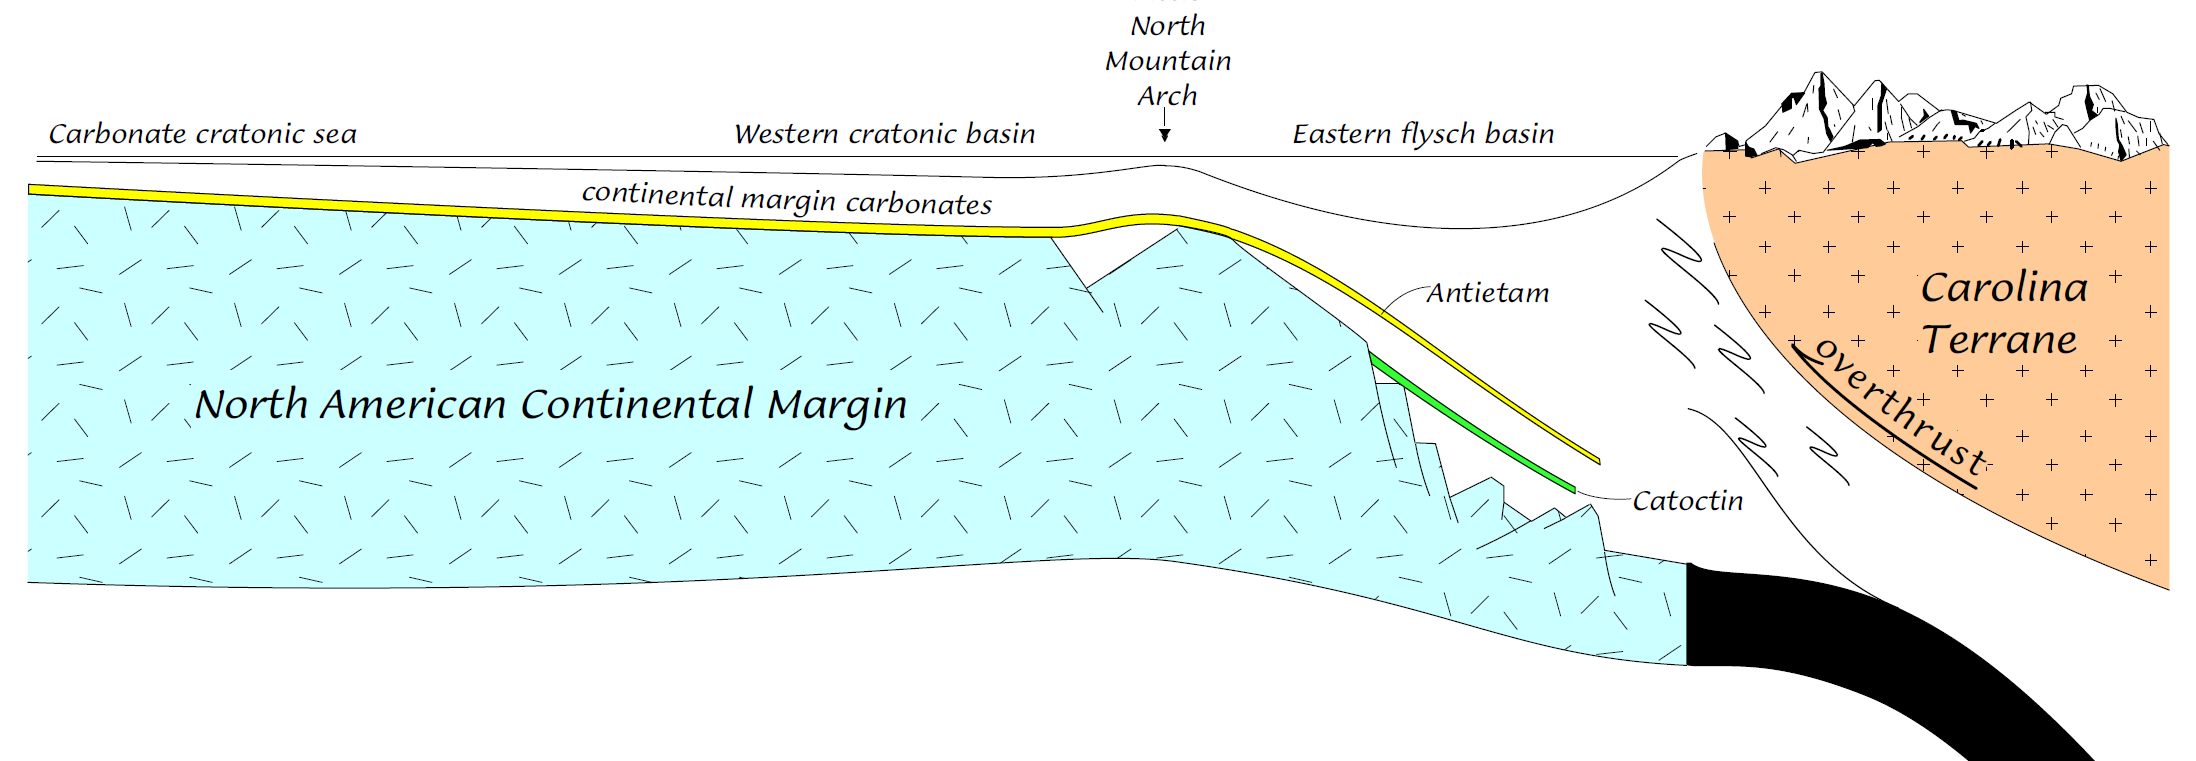 North
Mountain
Arch
Carbonate cratonic sea
Western cratonic basin
Eastern flysch basin
continental margin carbonates
Antietam
Carolina
Terrane
overthrust
North American Continental Margin
Catoctin